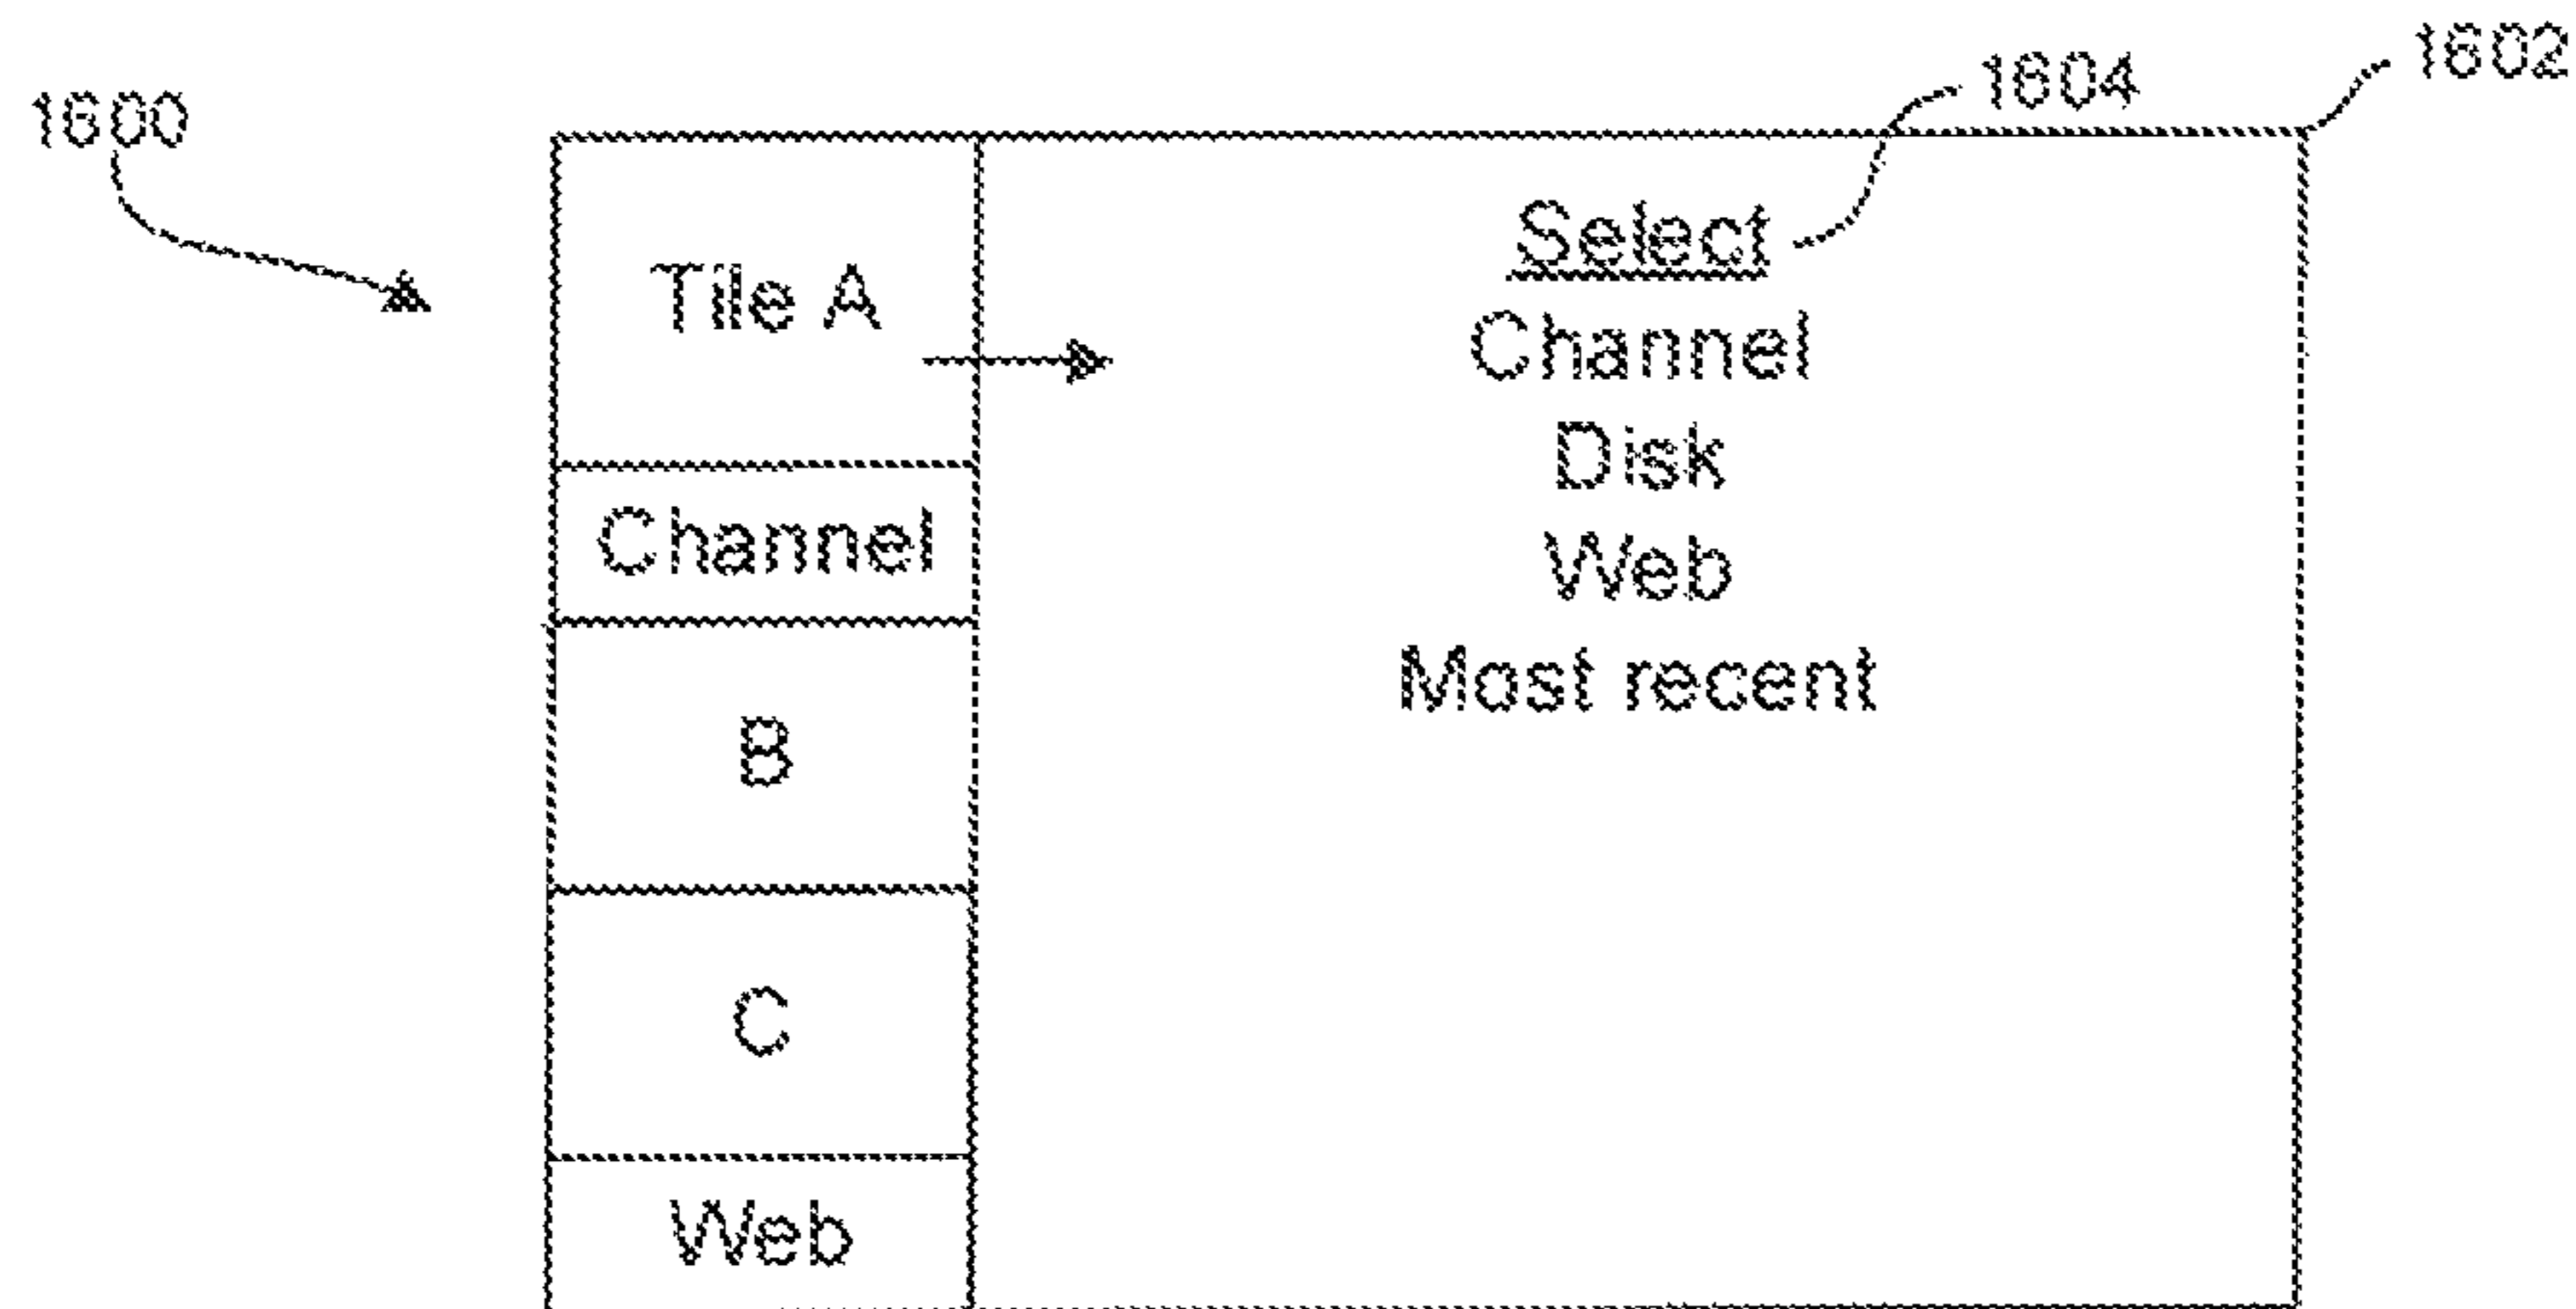 1600
1604
1602
Tile A
Channel
B
C
Web
Select
Channel
Disk
Web
Most recent